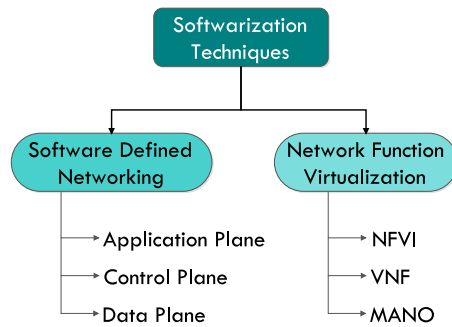 Softwarization
Techniques
Software Defined
Networking
Network Function
Virtualization
Application Plane
Control Plane
Data Plane
NFVI
VNF
MANO